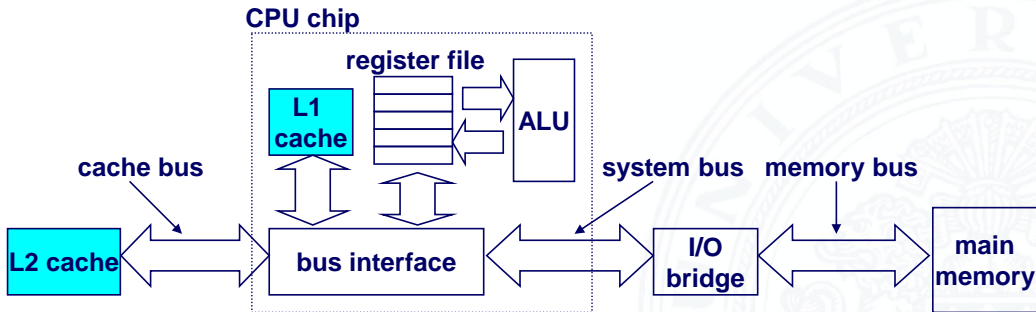 CPU chip
register file
L1
cache
ALU
cache bus
system bus
memory bus
L2 cache
bus interface
I/O
bridge
main
memory
I V E R